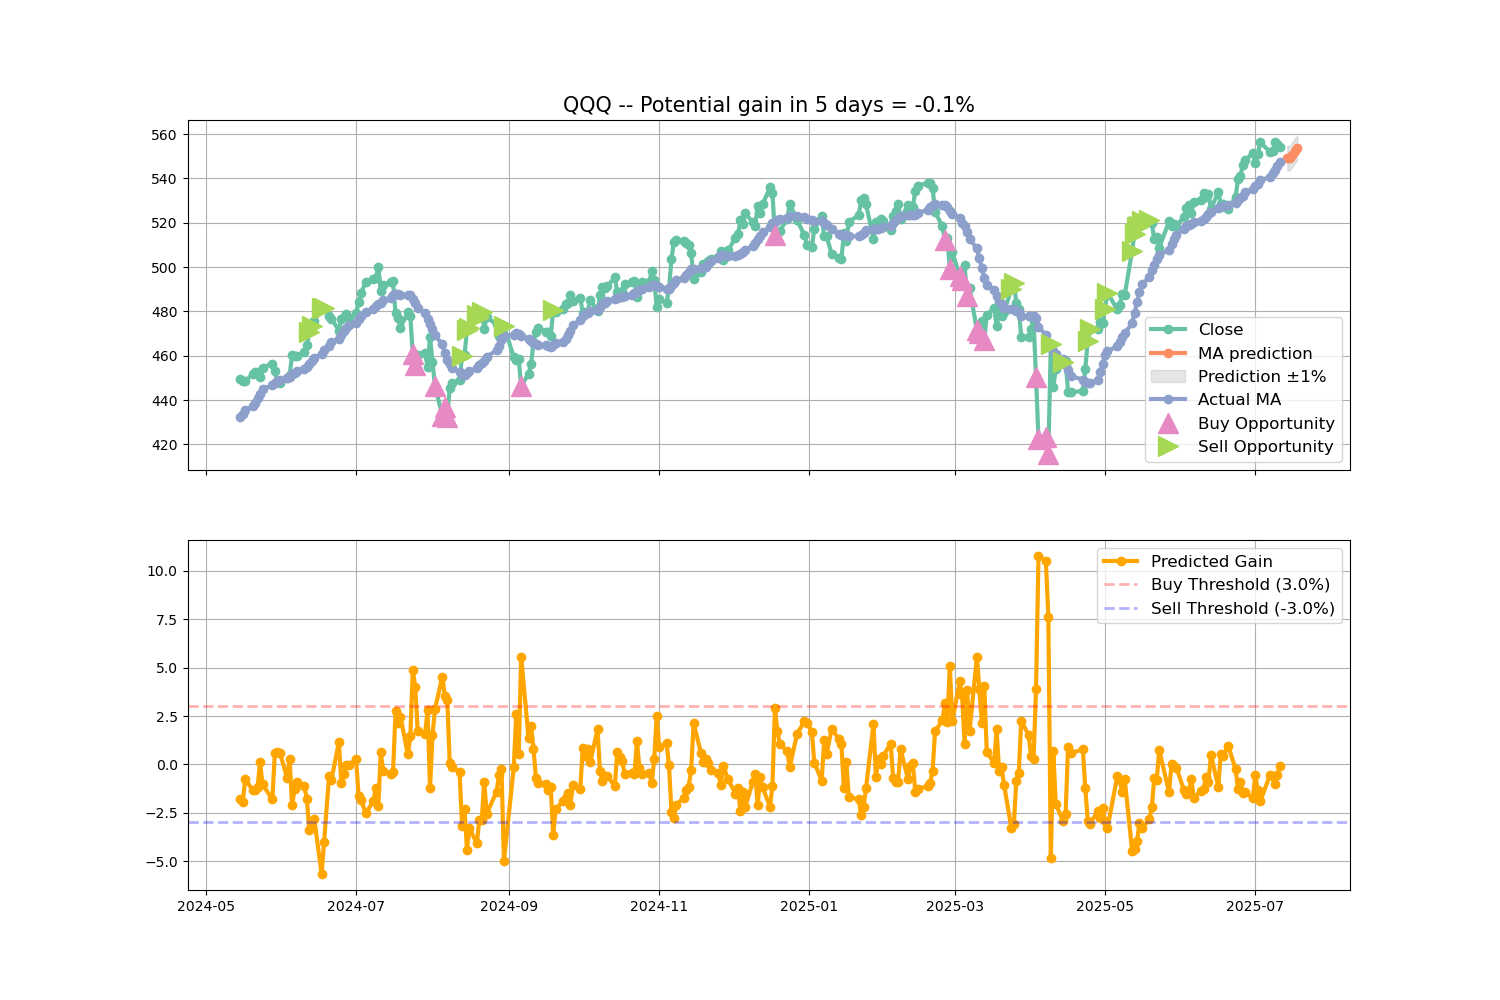 QQQ -- Potential gain in 5 days = -0.1%
560
540
520
500
480
460
440
420
Close
MA prediction
Prediction ±1%
Actual MA
Buy Opportunity
Sell Opportunity
10.0
7.5
5.0
2.5
0.0
−2.5
−5.0
Predicted Gain
Buy Threshold (3.0%)
Sell Threshold (-3.0%)
2024-05
2024-07
2024-09
2024-11
2025-01
2025-03
2025-05
2025-07